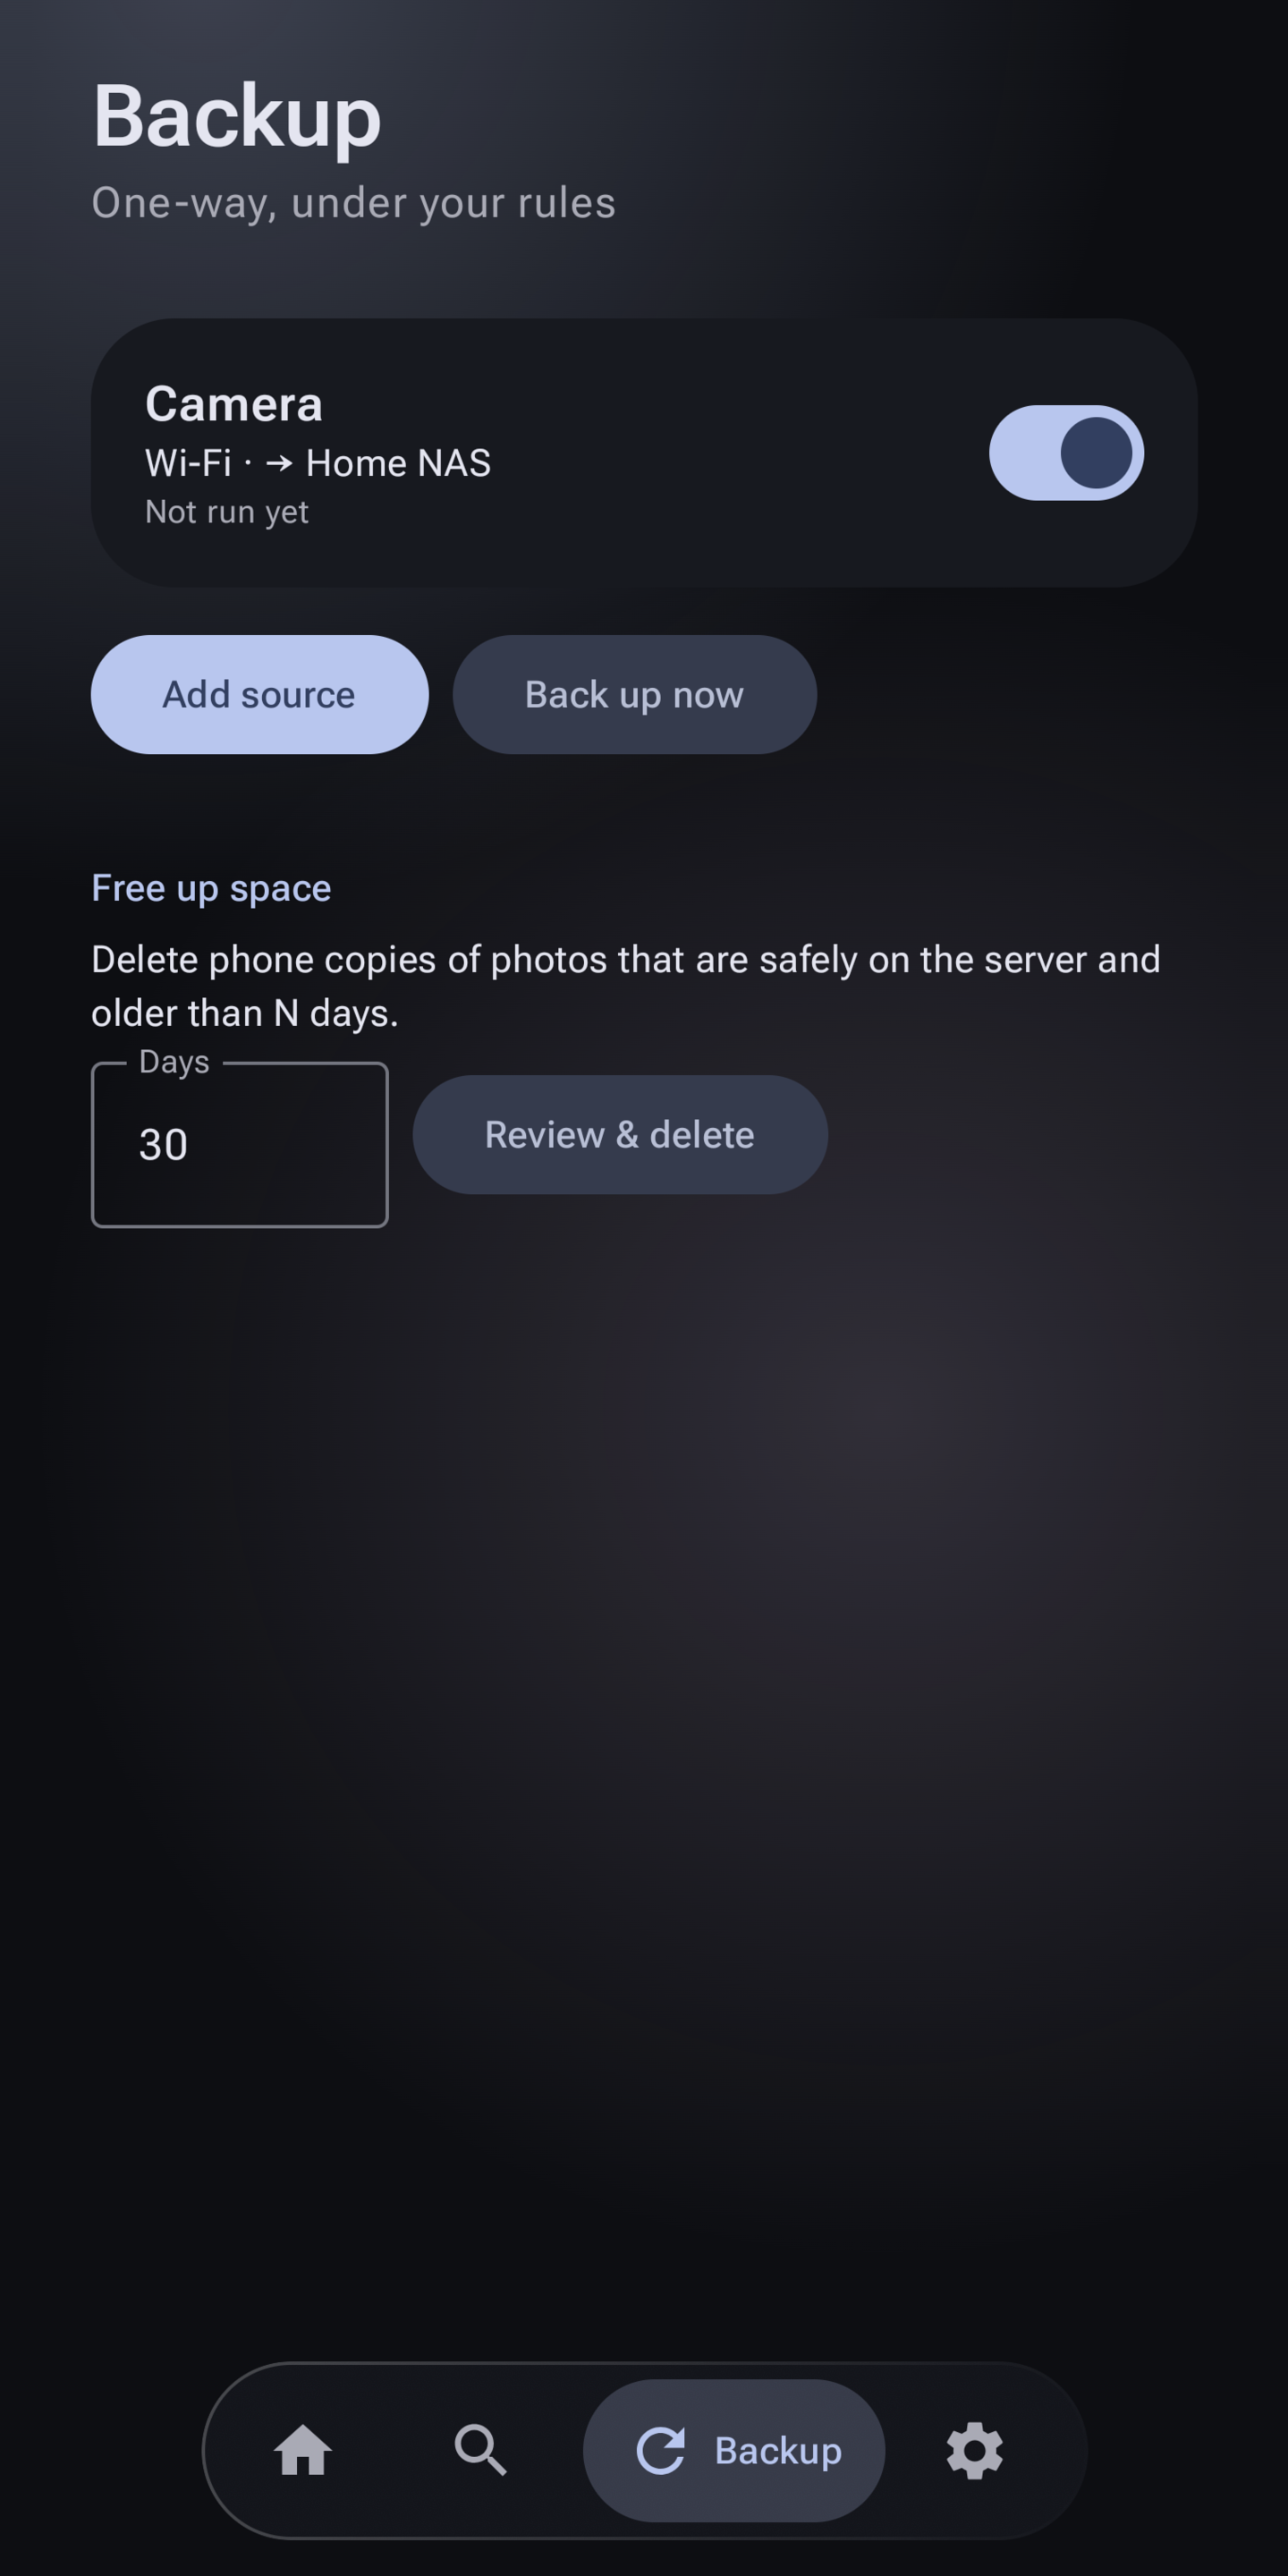 Backup
One-way, under your rules
Camera
Wi-Fi · → Home NAS
Not run yet
Add source
Back up now
Free up space
Delete phone copies of photos that are safely on the server and
older than N days.
Days
30
Review & delete
Backup